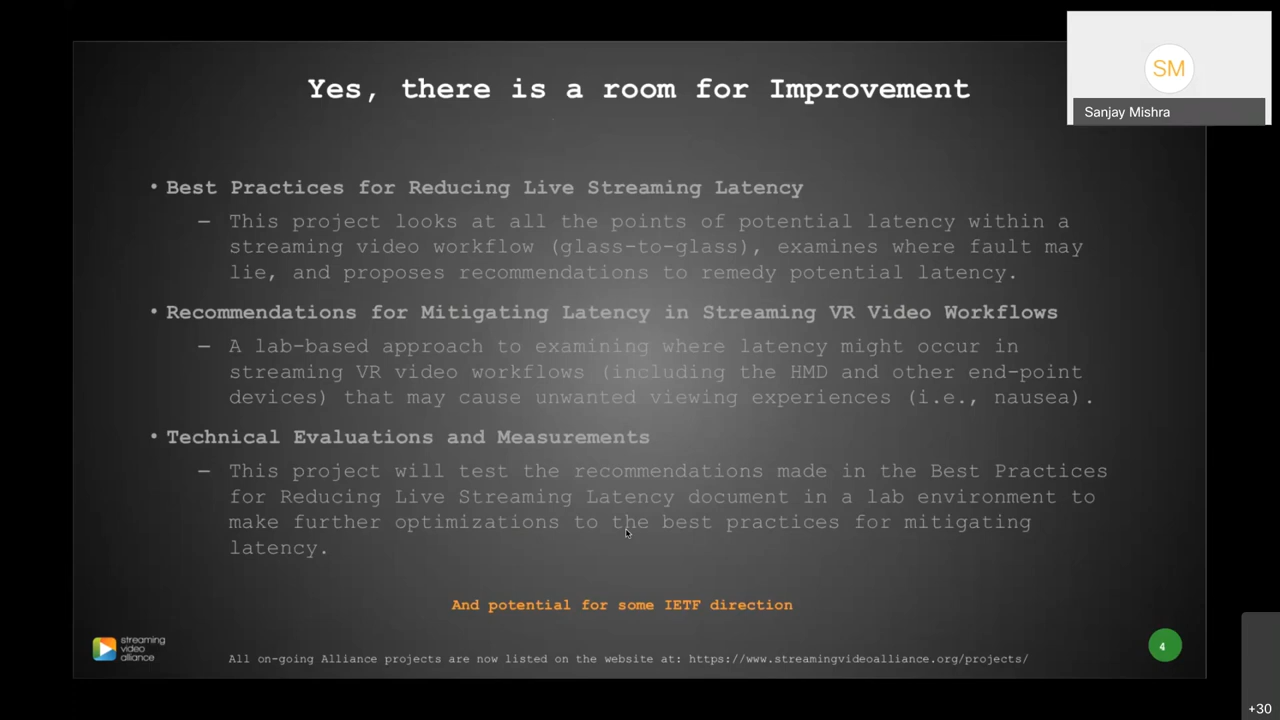 Yes, there is a room for Improvement
SM
Sanjay Mishra
• Best Practices for Reducing Live Streaming Latency
– This project looks at all the points of potential latency within a
streaming video workflow (glass-to-glass), examines where fault may
lie, and proposes recommendations to remedy potential latency.
• Recommendations for Mitigating Latency in Streaming VR Video Workflows
– A lab-based approach to examining where latency might occur in
streaming VR video workflows (including the HMD and other end-point
devices) that may cause unwanted viewing experiences (i.e., nausea).
• Technical Evaluations and Measurements
– This project will test the recommendations made in the Best Practices
for Reducing Live Streaming Latency document in a lab environment to
make further optimizations to the best practices for mitigating
latency.
And potential for some IETF direction
streaming
video
alliance
All on-going Alliance projects are now listed on the website at: https://www.streamingvideoalliance.org/projects/
4
+30